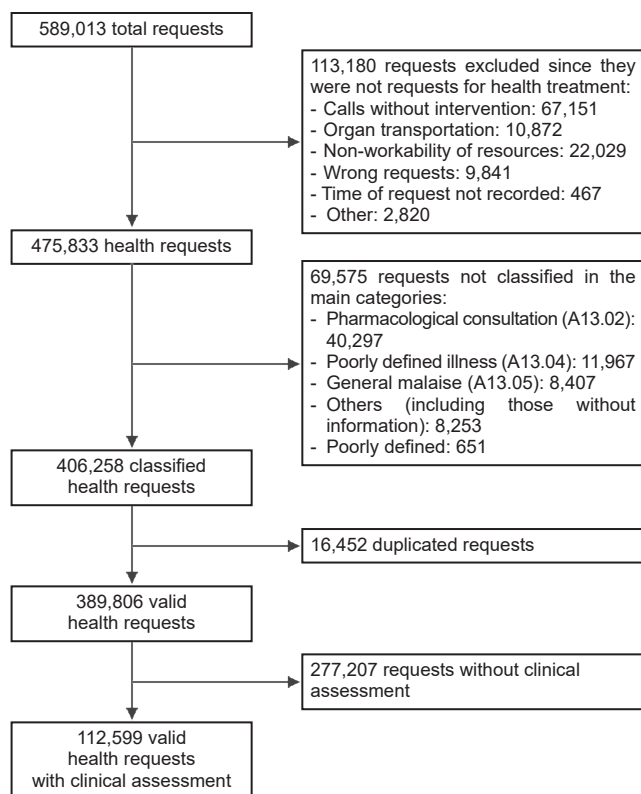 589,013 total requests
113,180 requests excluded since they
were not requests for health treatment:
- Calls without intervention: 67,151
- Organ transportation: 10,872
- Non-workability of resources: 22,029
- Wrong requests: 9,841
- Time of request not recorded: 467
- Other: 2,820
475,833 health requests
69,575 requests not classified in the
main categories:
- Pharmacological consultation (A13.02):
40,297
- Poorly defined illness (A13.04): 11,967
- General malaise (A13.05): 8,407
- Others (including those without
information): 8,253
- Poorly defined: 651
406,258 classified
health requests
16,452 duplicated requests
389,806 valid
health requests
277,207 requests without clinical
assessment
112,599 valid
health requests
with clinical assessment